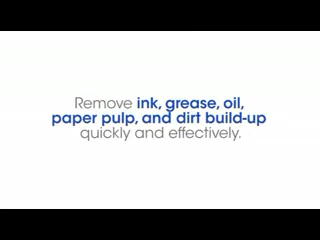 Remove ink, grease, oil,
paper pulp, and dirt build-up
quickly and effectively.